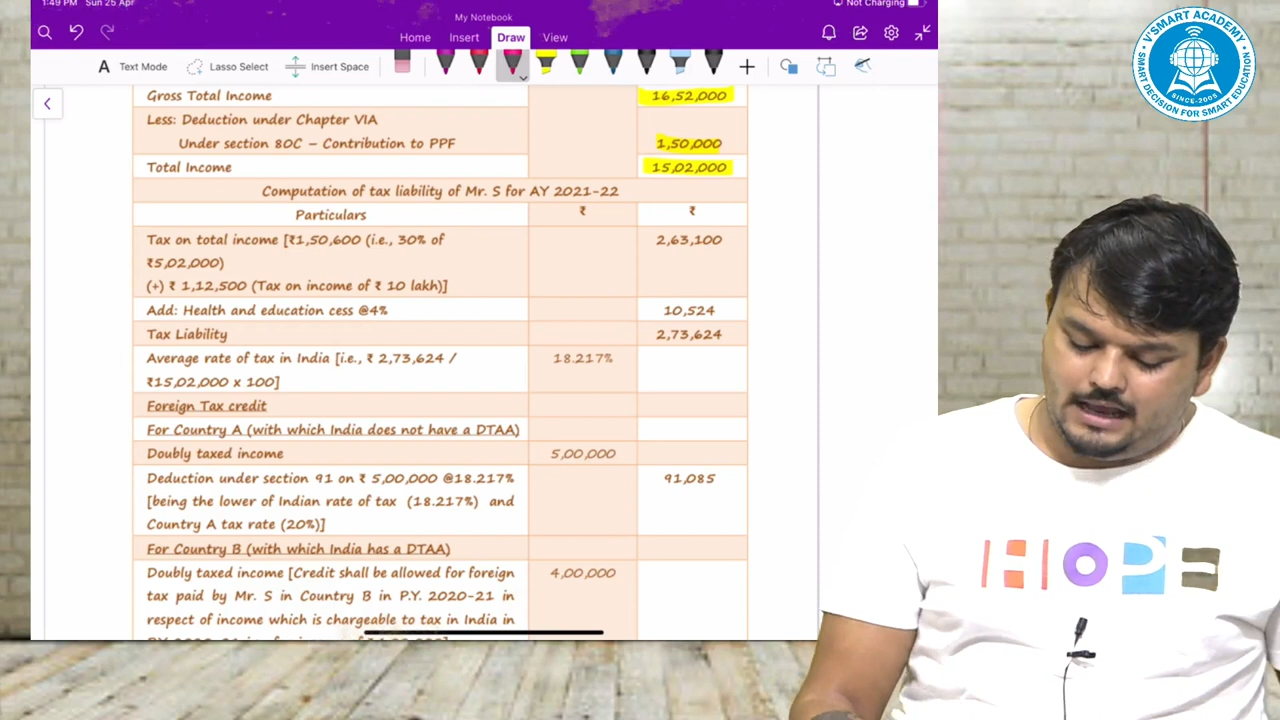 1:49 PM Sun 25 Apr
Not Charging
My Notebook
Home Insert Draw View
Text Mode Lasso Select Insert Space
Gross Total Income 16,52,000
Less: Deduction under Chapter VIA
Under section 80C – Contribution to PPF 1,50,000
Total Income 15,02,000
Computation of tax liability of Mr. S for AY 2021-22
Particulars ₹ ₹
Tax on total income [₹1,50,600 (i.e., 30% of 2,63,100
₹5,02,000)
(+) ₹ 1,12,500 (Tax on income of ₹ 10 lakh)]
Add: Health and education cess @4% 10,524
Tax Liability 2,73,624
Average rate of tax in India [i.e., ₹ 2,73,624 / 18.217%
₹15,02,000 x 100]
Foreign Tax credit
For Country A (with which India does not have a DTAA)
Doubly taxed income 5,00,000
Deduction under section 91 on ₹ 5,00,000 @18.217% 91,085
[being the lower of Indian rate of tax (18.217%) and
Country A tax rate (20%)]
For Country B (with which India has a DTAA)
Doubly taxed income [Credit shall be allowed for foreign 4,00,000
tax paid by Mr. S in Country B in P.Y. 2020-21 in
respect of income which is chargeable to tax in India in
V'SMART ACADEMY
SINCE-2005
SMART DECISION FOR SMART EDUCATION
HOPE